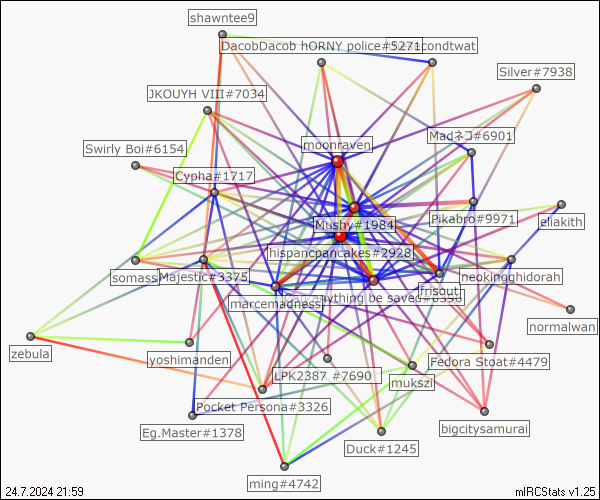 shawntee9
DacobDacob hORNY police#5271
condtwat
Silver#7938
JKOUYH VIII#7034
Madネコ#6901
moonraven
Swirly Boi#6154
Cypha#1717
Mushy#1984
Pikabro#9971
eliakith
hispancpancakes#2928
somass
Majestic#3375
neokingghidorah
frisout
marcemadness
anything be saved
normalwan
zebula
yoshimanden
Fedora Stoat#4479
LPK2387 #7690
mukszi
Pocket Persona#3326
bigcitysamurai
Eg.Master#1378
Duck#1245
ming#4742
24.7.2024 21:59
mIRCStats v1.25